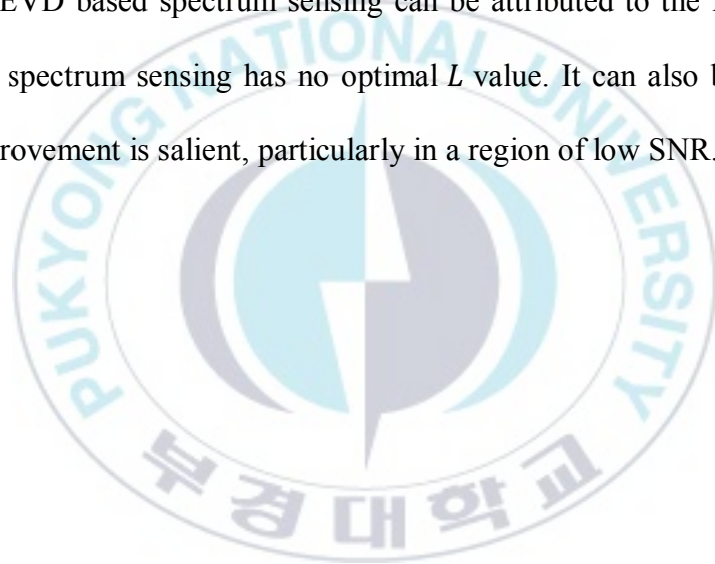 EVD based spectrum sensing can be attributed to the
spectrum sensing has no optimal L value. It can also
rovement is salient, particularly in a region of low SNR.
PUKYONG NATIONAL UNIVERSITY
부경대학교